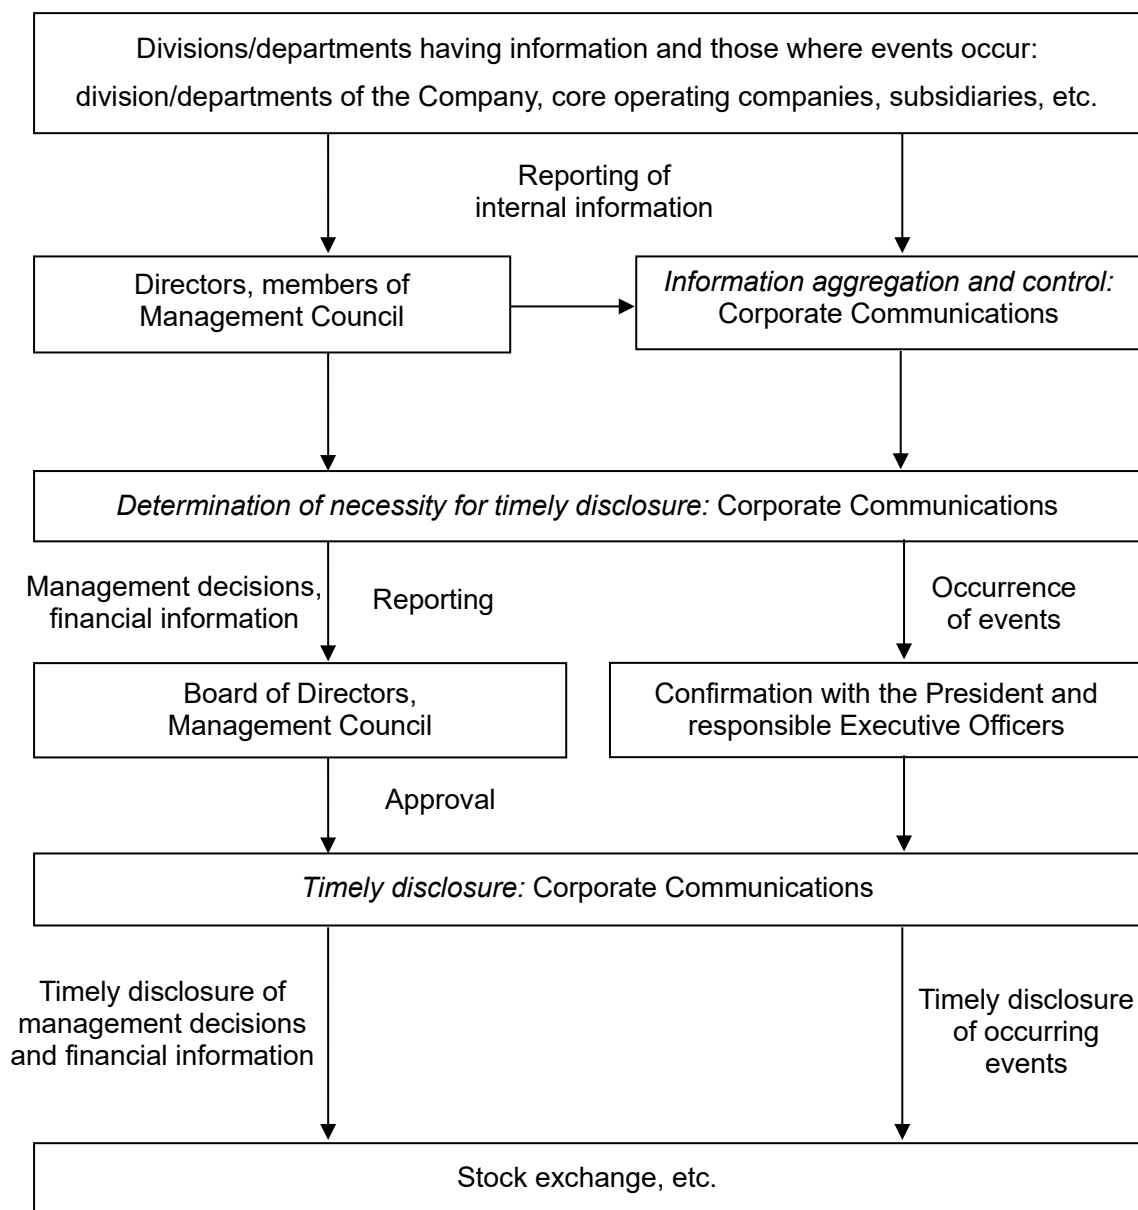 Divisions/departments having information and those where events occur:
division/departments of the Company, core operating companies, subsidiaries, etc.
Reporting of
internal information
Directors, members of
Management Council
Information aggregation and control:
Corporate Communications
Determination of necessity for timely disclosure: Corporate Communications
Management decisions,
financial information
Reporting
Occurrence
of events
Board of Directors,
Management Council
Confirmation with the President and
responsible Executive Officers
Approval
Timely disclosure: Corporate Communications
Timely disclosure of
management decisions
and financial information
Timely disclosure
of occurring
events
Stock exchange, etc.